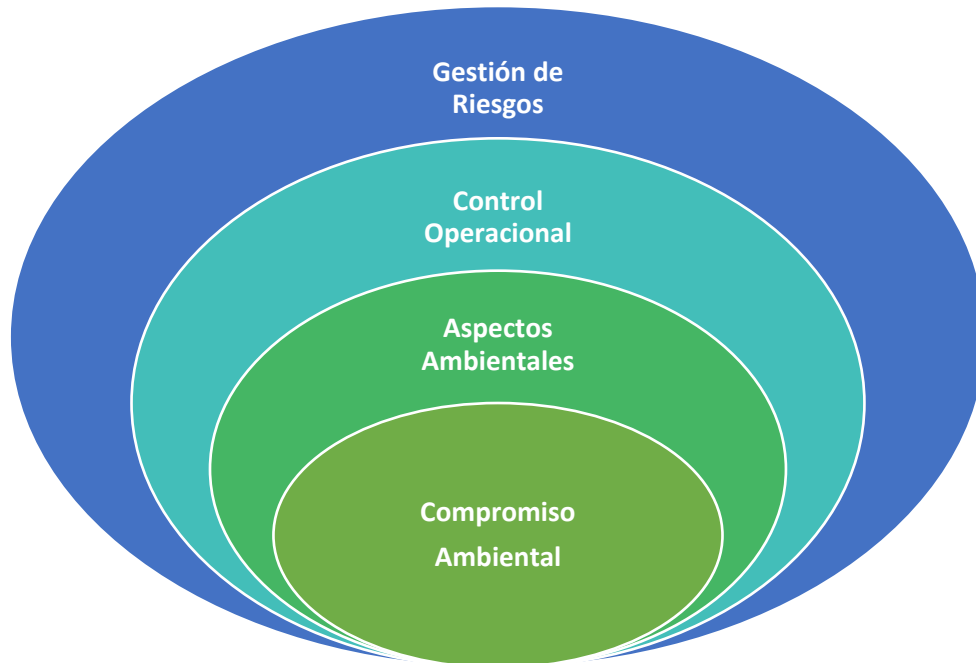 Gestión de
Riesgos
Control
Operacional
Aspectos
Ambientales
Compromiso
Ambiental